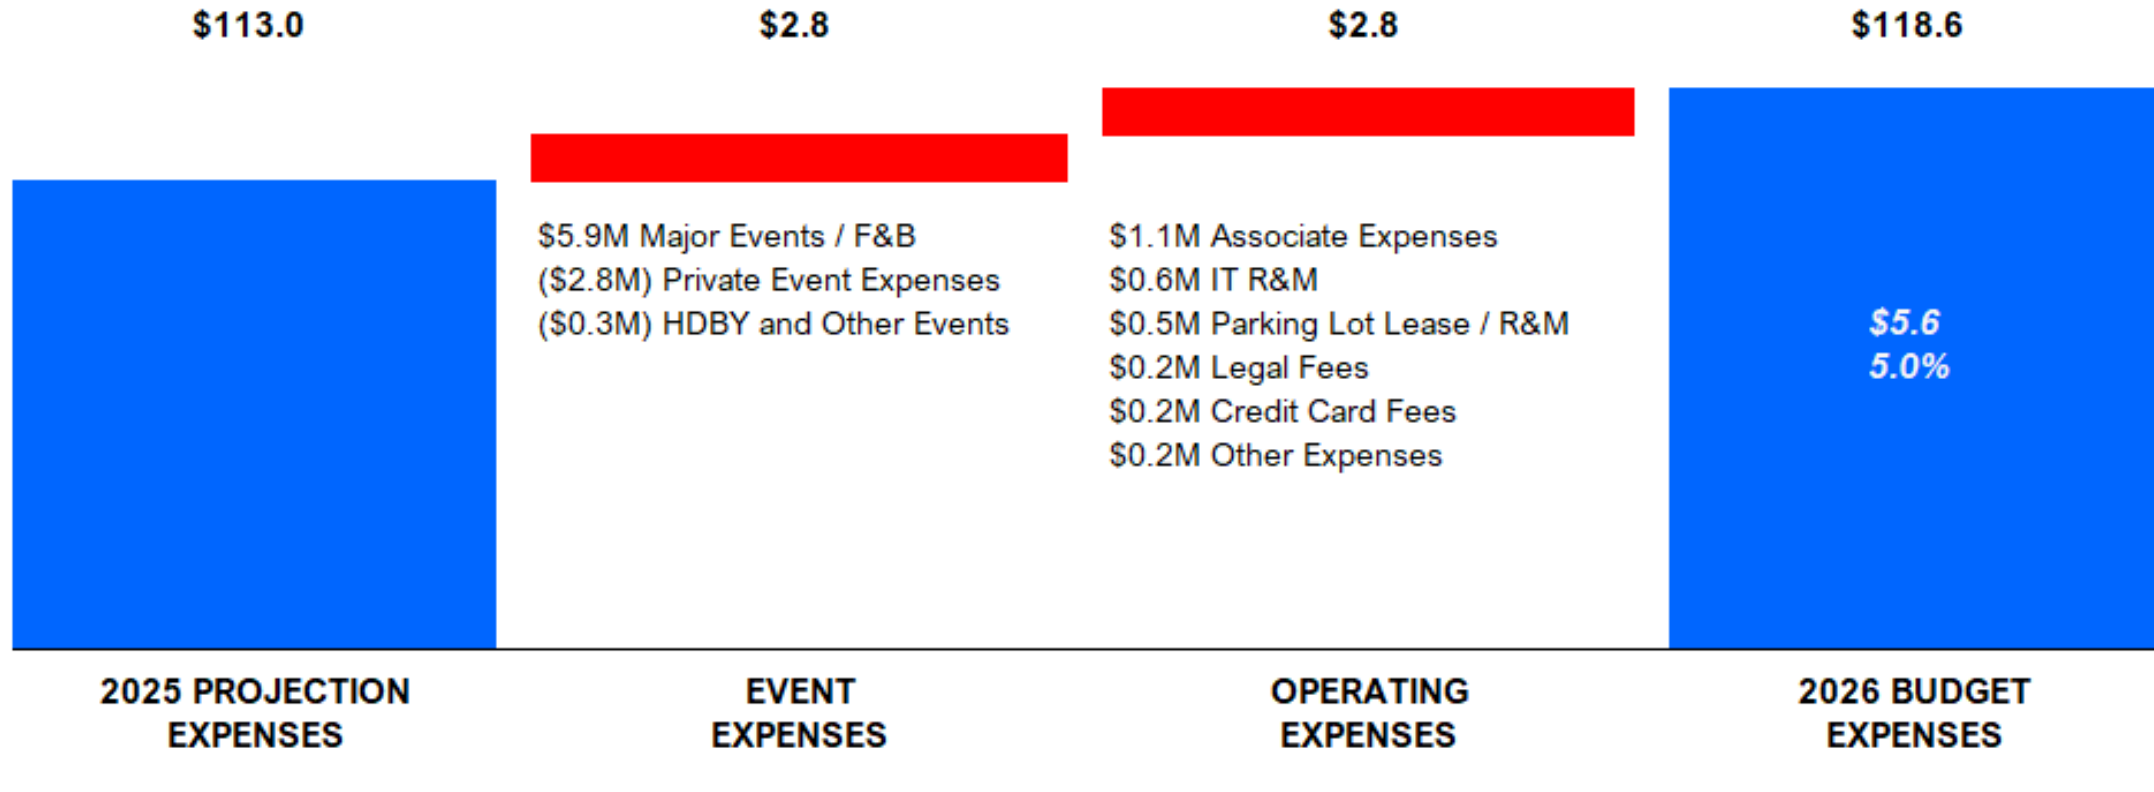 $113.0
$2.8
$2.8
$118.6
$5.9M Major Events / F&B
($2.8M) Private Event Expenses
($0.3M) HDBY and Other Events
$1.1M Associate Expenses
$0.6M IT R&M
$0.5M Parking Lot Lease / R&M
$0.2M Legal Fees
$0.2M Credit Card Fees
$0.2M Other Expenses
$5.6
5.0%
2025 PROJECTION
EXPENSES
EVENT
EXPENSES
OPERATING
EXPENSES
2026 BUDGET
EXPENSES